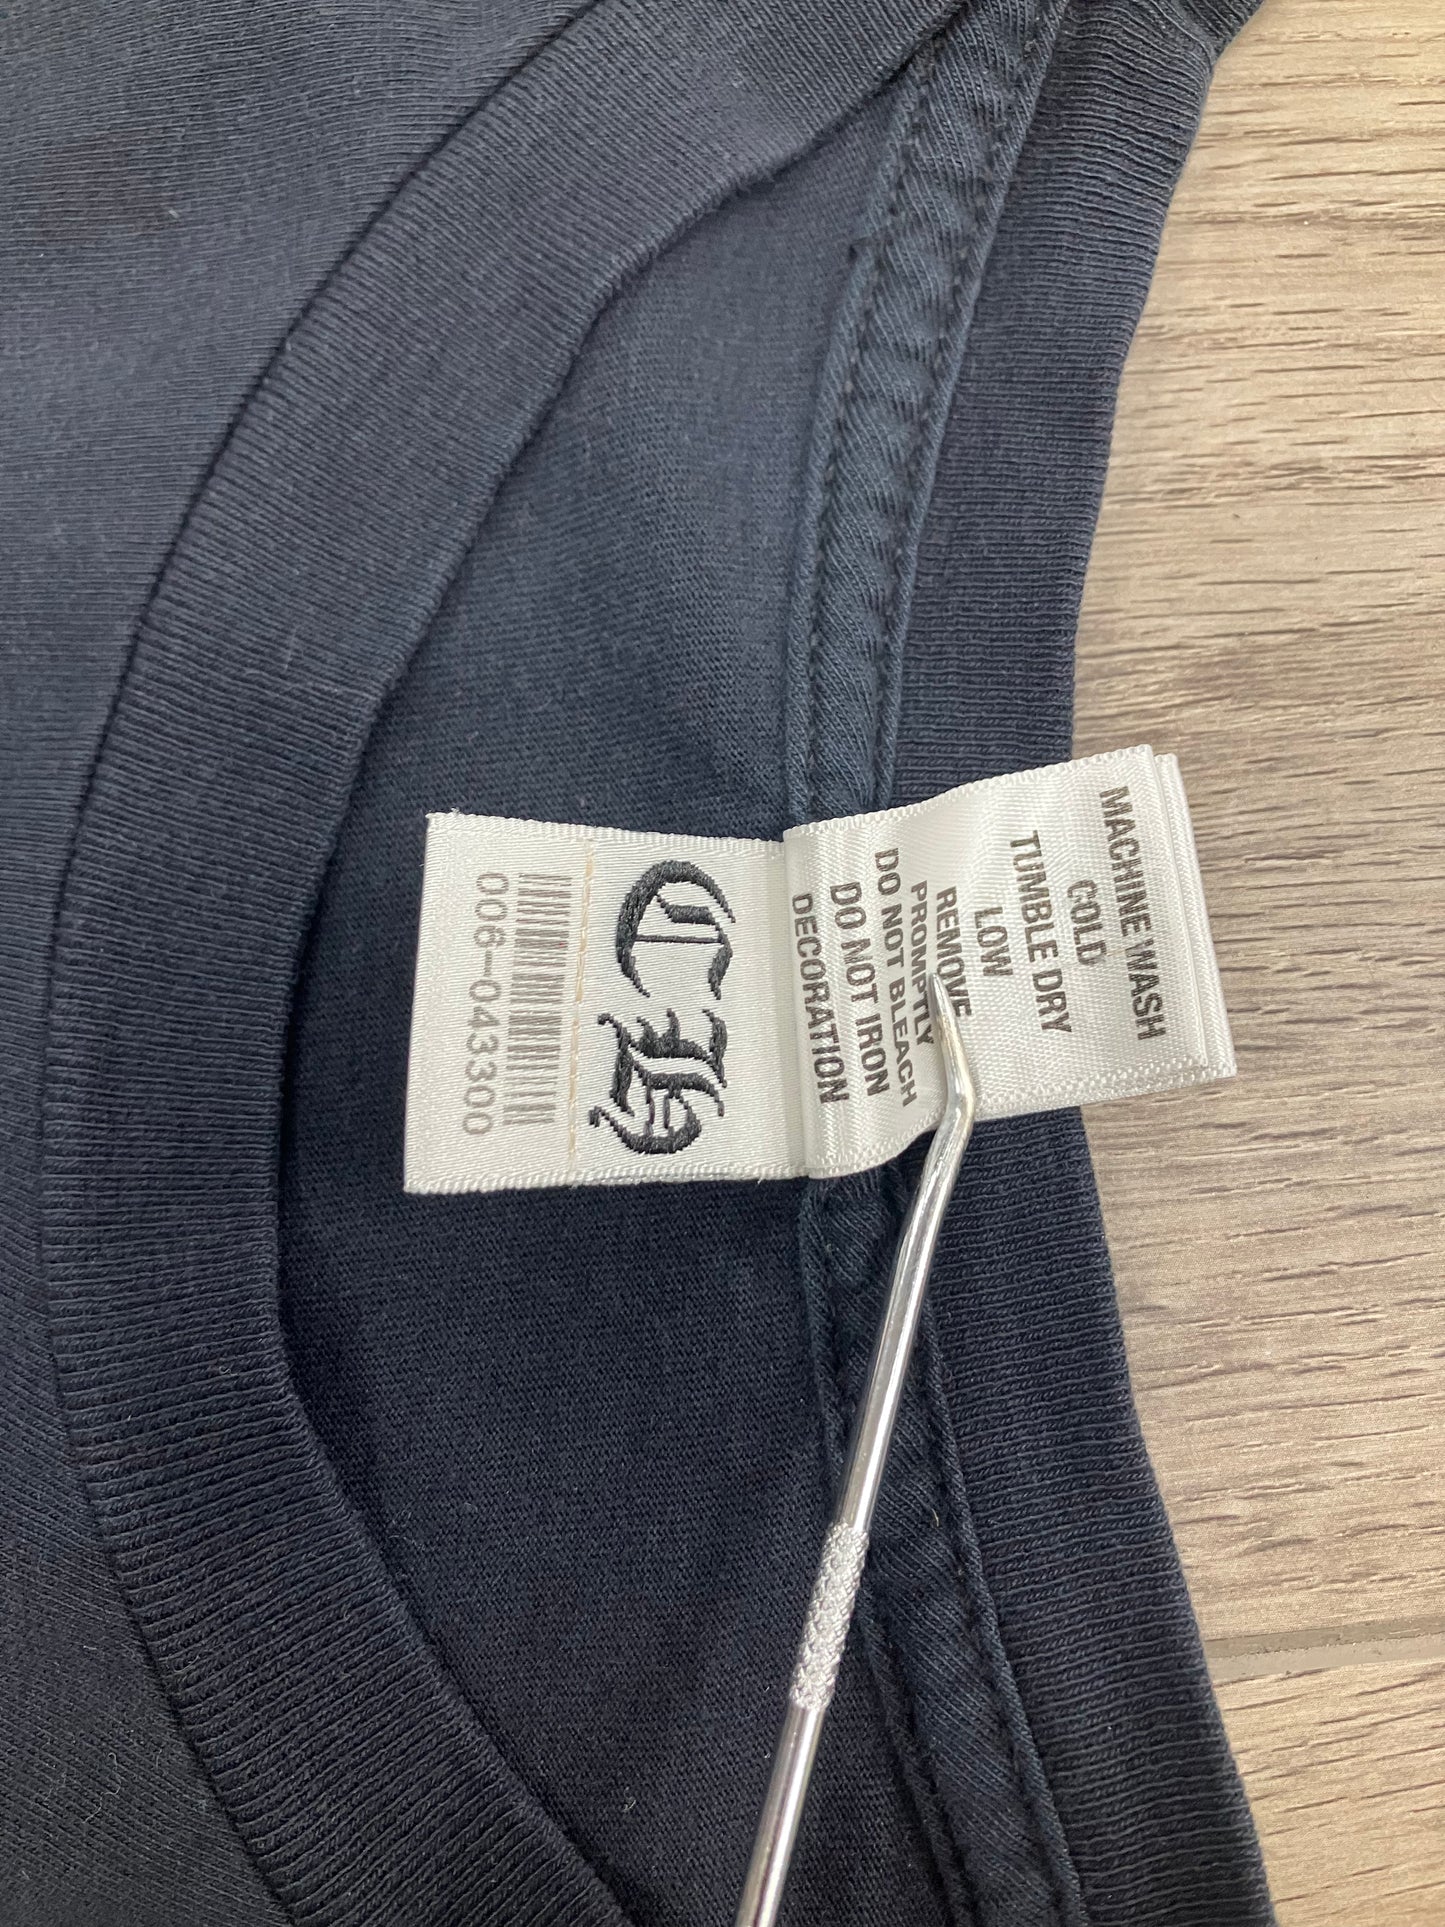 MACHINE WASH
COLD
TUMBLE DRY
LOW
REMOVE
PROMPTLY
DO NOT BLEACH
DO NOT IRON
DECORATION
CH
006-043300